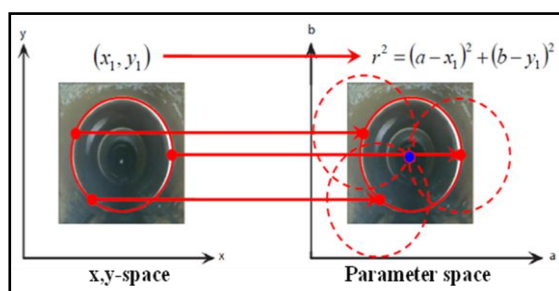 y
(x₁, y₁)
x
x,y-space
b
r² = (a − x₁)² + (b − y₁)²
a
Parameter space